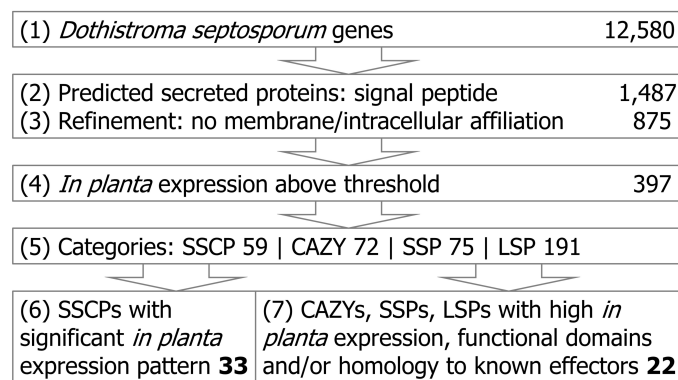 (1) Dothistroma septosporum genes 12,580
(2) Predicted secreted proteins: signal peptide 1,487
(3) Refinement: no membrane/intracellular affiliation 875
(4) In planta expression above threshold 397
(5) Categories: SSCP 59 | CAZY 72 | SSP 75 | LSP 191
(6) SSCPs with
significant in planta
expression pattern 33
(7) CAZYs, SSPs, LSPs with high in
planta expression, functional domains
and/or homology to known effectors 22